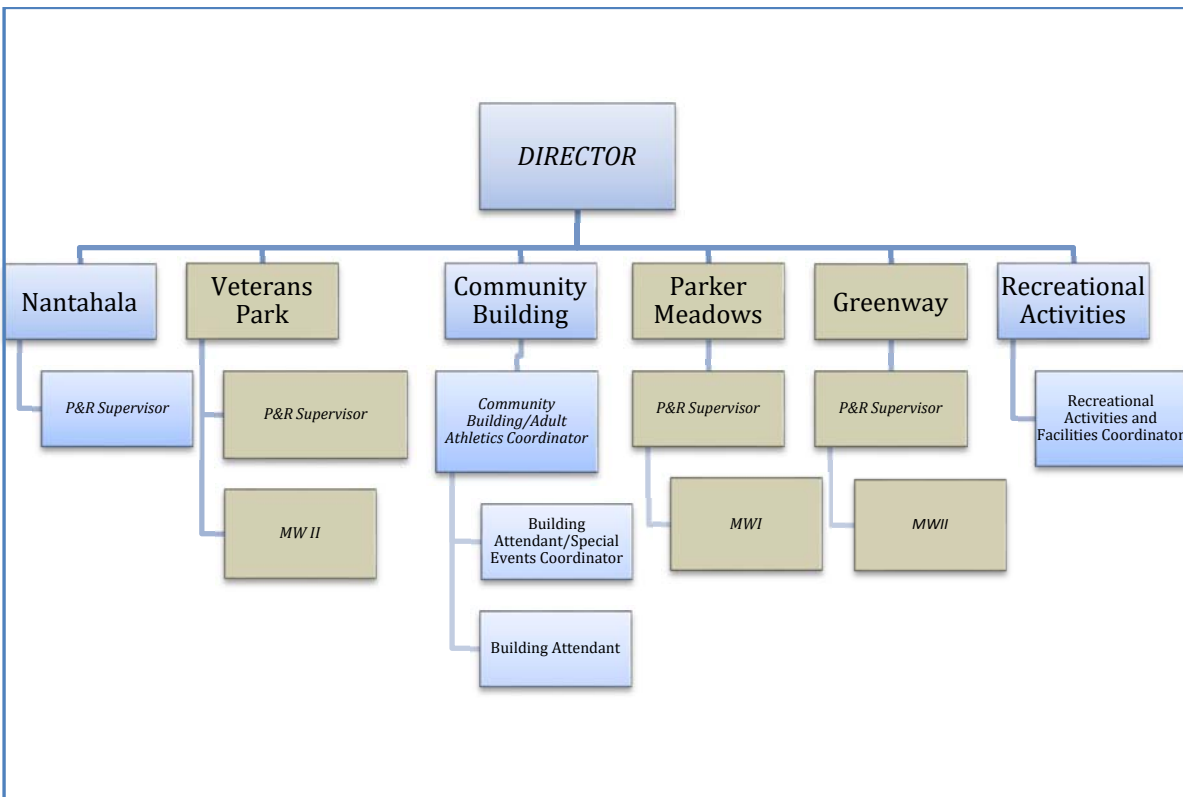 DIRECTOR
Nantahala
Veterans
Park
Community
Building
Parker
Meadows
Greenway
Recreational
Activities
P&R Supervisor
P&R Supervisor
Community
Building/Adult
Athletics Coordinator
P&R Supervisor
P&R Supervisor
Recreational
Activities and
Facilities Coordinator
MW II
Building
Attendant/Special
Events Coordinator
MWI
MWII
Building Attendant